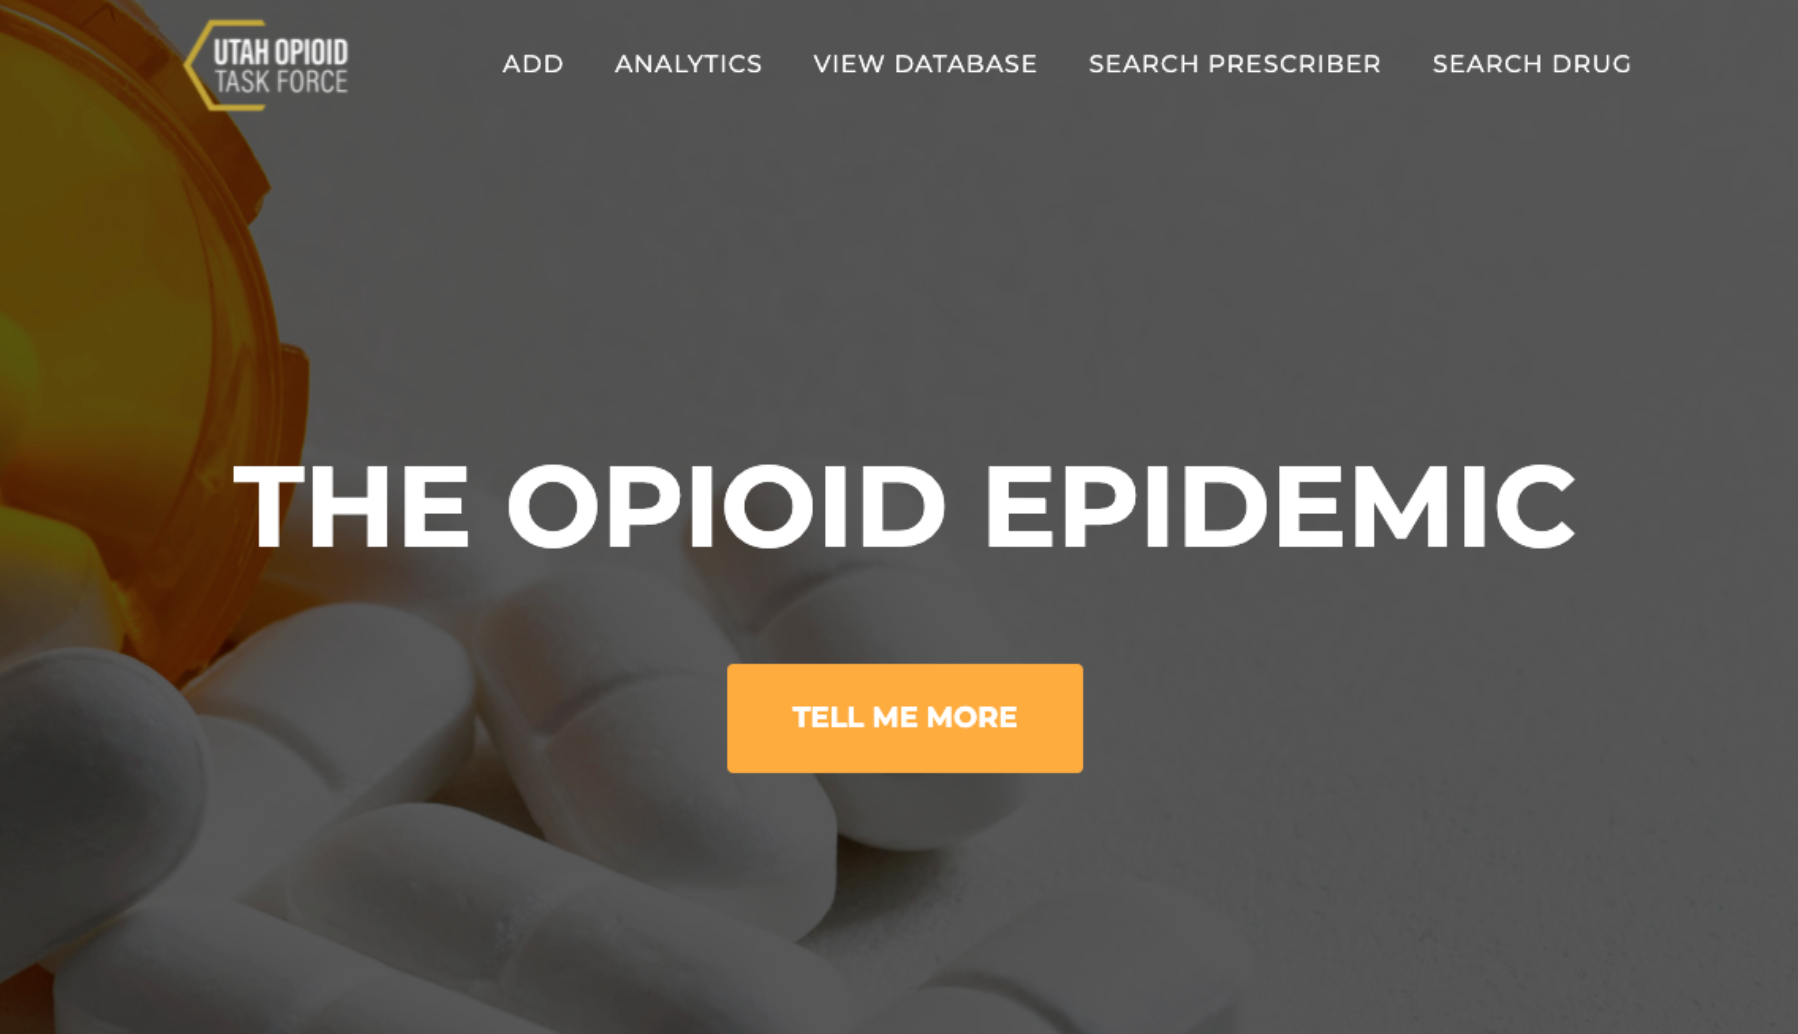 UTAH OPIOID
TASK FORCE
ADD
ANALYTICS
VIEW DATABASE
SEARCH PRESCRIBER
SEARCH DRUG
THE OPIOID EPIDEMIC
TELL ME MORE